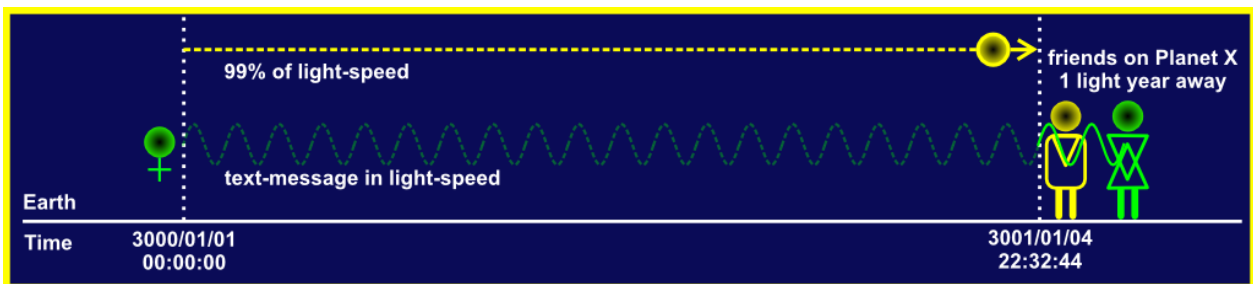 99% of light-speed
friends on Planet X
1 light year away
text-message in light-speed
Earth
Time
3000/01/01
00:00:00
3001/01/04
22:32:44